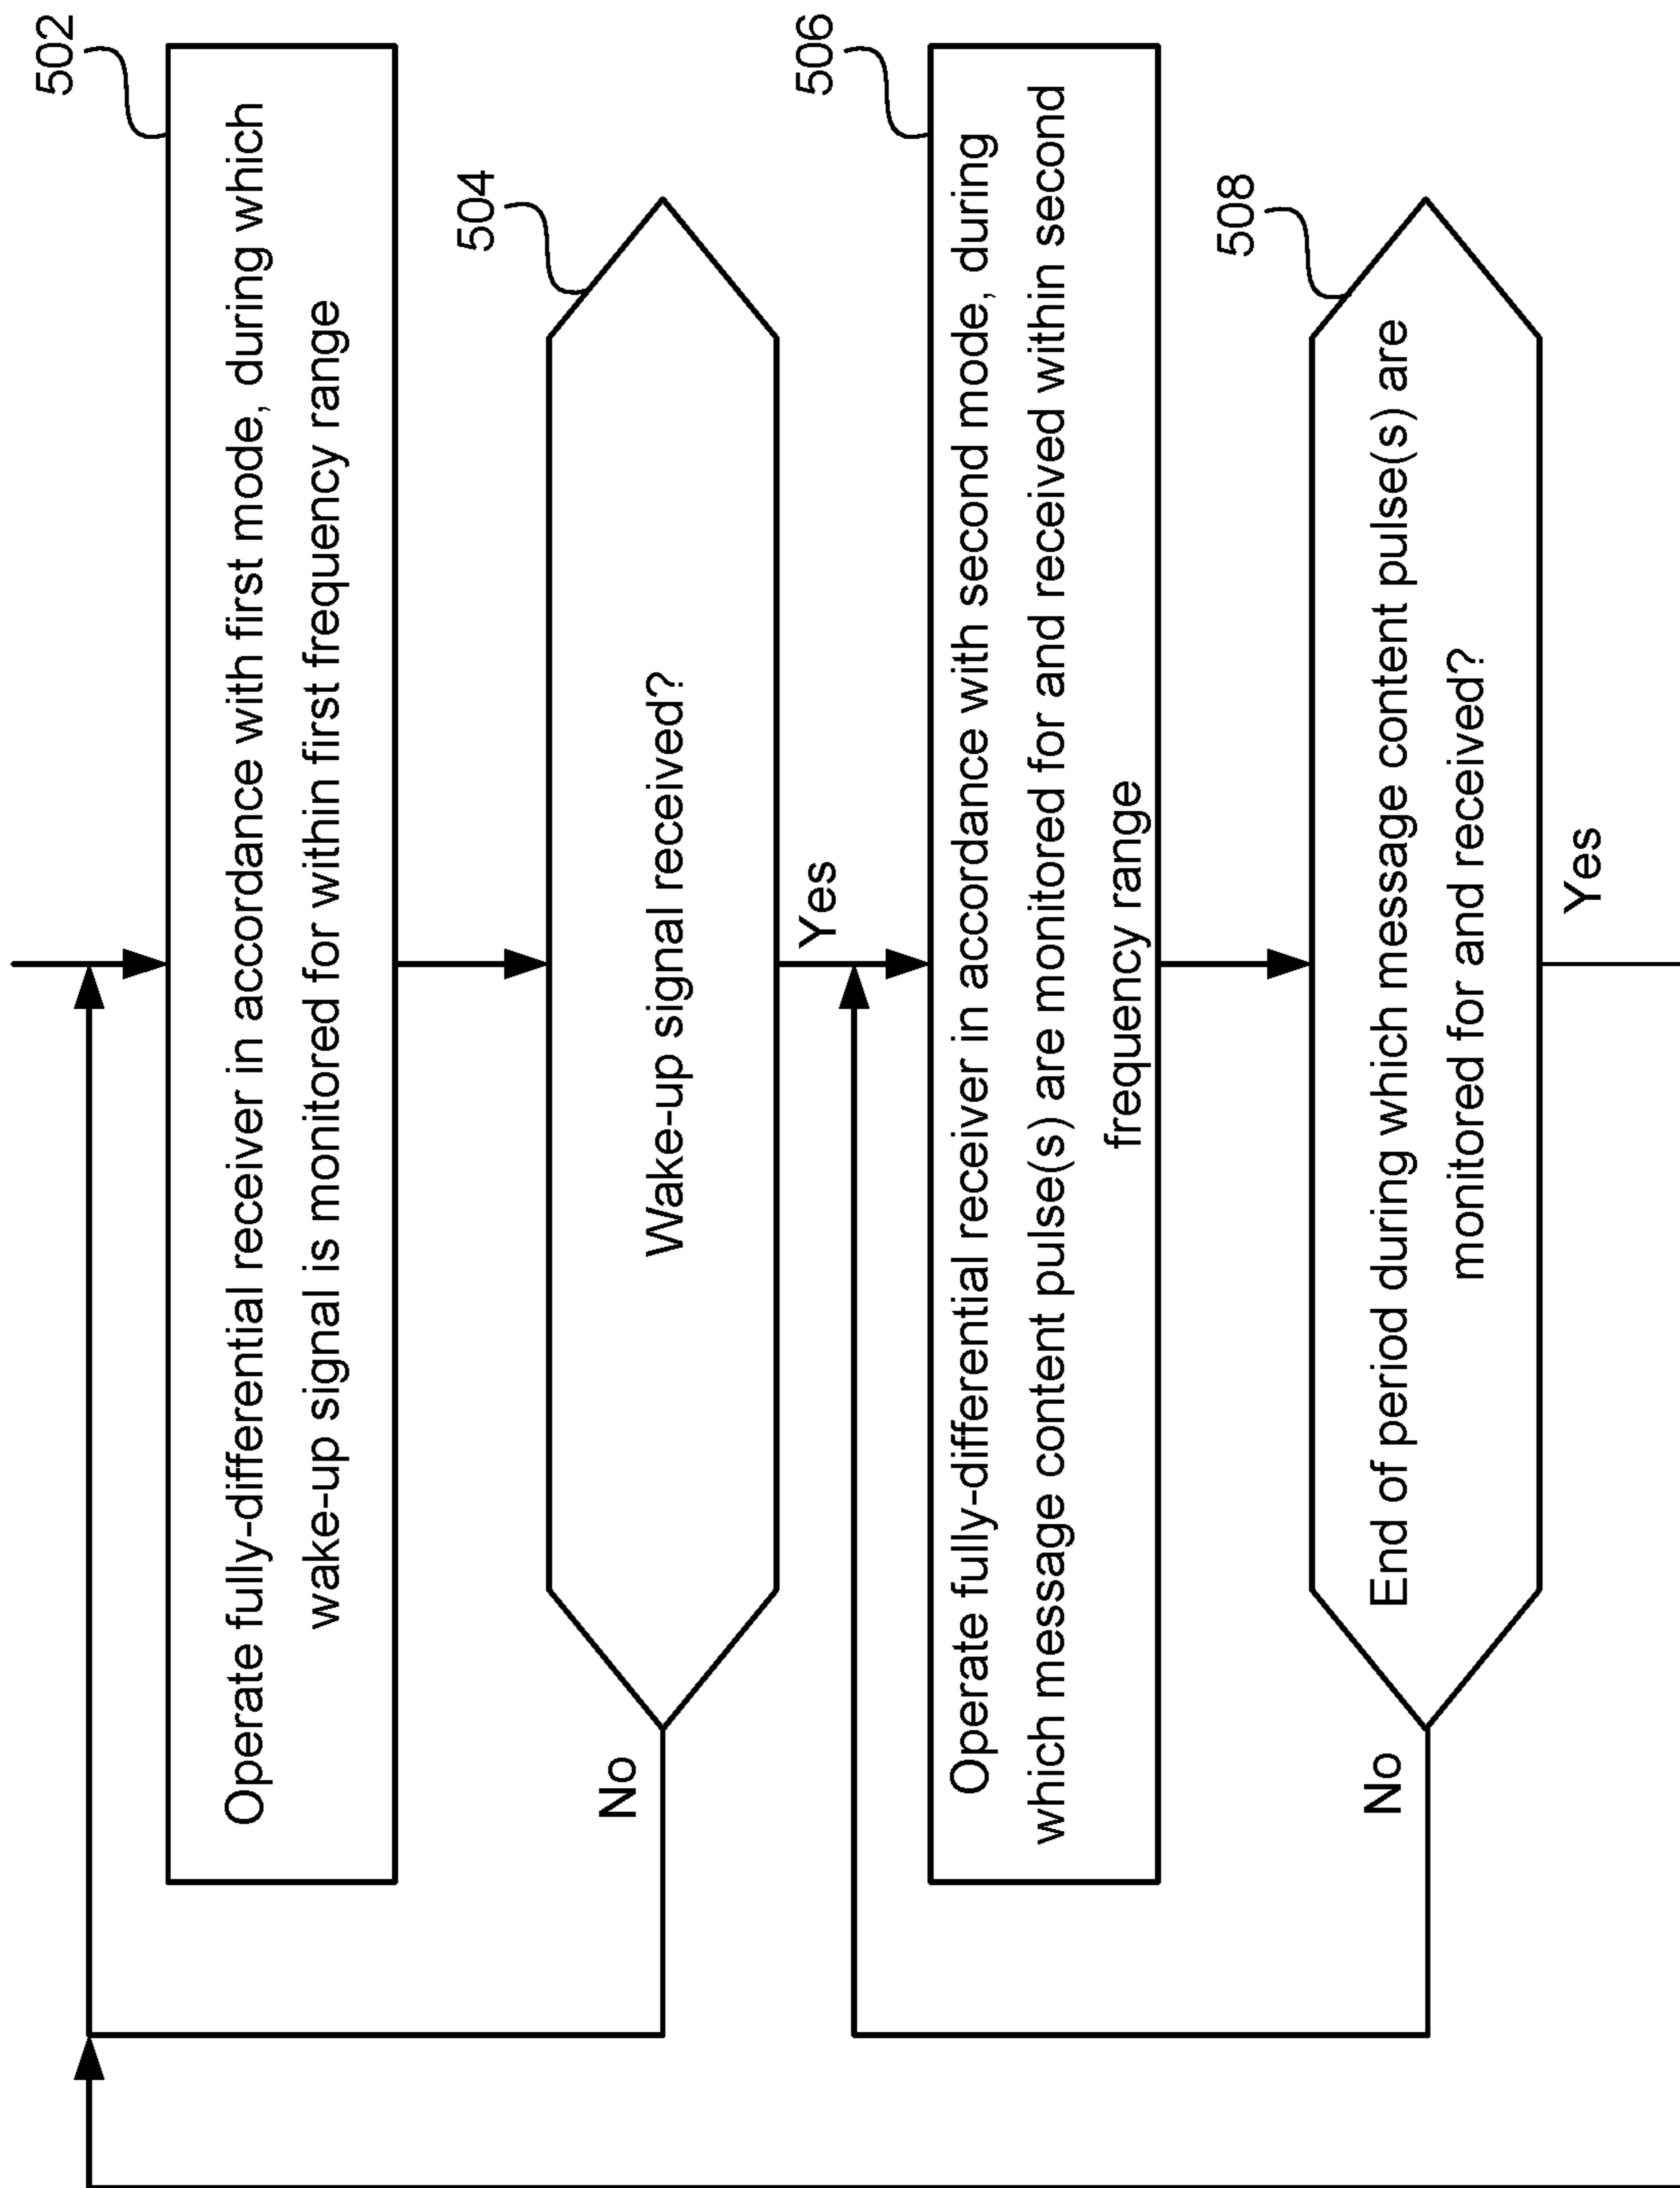 502
Operate fully-differential receiver in accordance with first mode, during which
wake-up signal is monitored for within first frequency range
504
Wake-up signal received?
No
Yes
506
Operate fully-differential receiver in accordance with second mode, during
which message content pulse(s) are monitored for and received within second
frequency range
508
End of period during which message content pulse(s) are
monitored for and received?
No
Yes